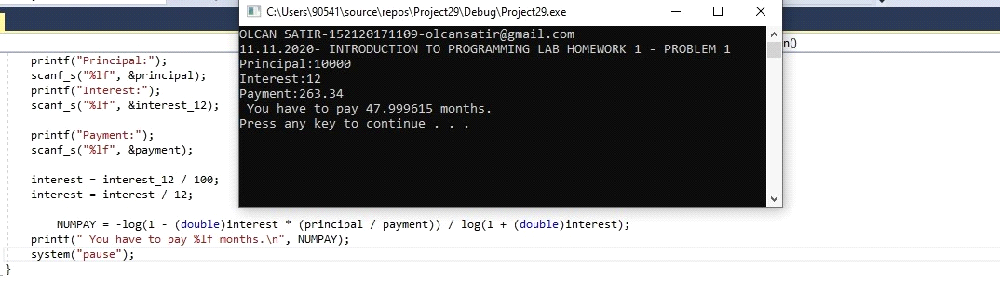 C:\Users\90541\source\repos\Project29\Debug\Project29.exe
OLCAN SATIR-152120171109-olcansatir@gmail.com
11.11.2020- INTRODUCTION TO PROGRAMMING LAB HOMEWORK 1 - PROBLEM 1
Principal:10000
Interest:12
Payment:263.34
 You have to pay 47.999615 months.
Press any key to continue . . .
n()
printf("Principal:");
scanf_s("%lf", &principal);
printf("Interest:");
scanf_s("%lf", &interest_12);
printf("Payment:");
scanf_s("%lf", &payment);
interest = interest_12 / 100;
interest = interest / 12;
NUMPAY = -log(1 - (double)interest * (principal / payment)) / log(1 + (double)interest);
printf(" You have to pay %lf months.\n", NUMPAY);
system("pause");
}